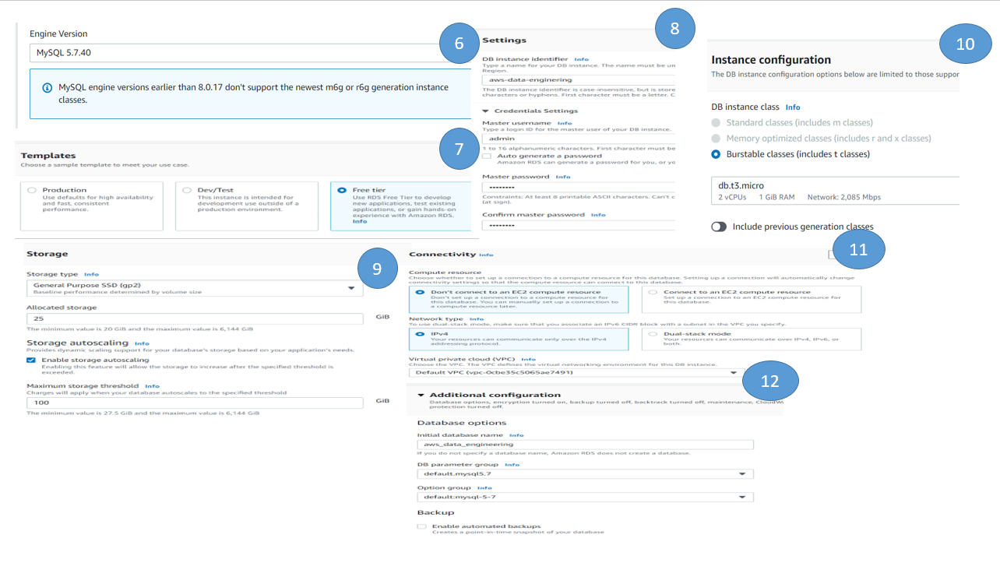 Engine Version
MySQL 5.7.40
6
MySQL engine versions earlier than 8.0.17 don't support the newest m6g or r6g generation instance
classes.
7
Templates
Choose a sample template to meet your use case.
Production
Use defaults for high availability
and fast, consistent
performance.
Dev/Test
This instance is intended for
development use outside of a
production environment.
Free tier
Use RDS Free Tier to develop
new applications, test existing
applications, or gain hands-on
experience with Amazon RDS.
Info
8
Settings
DB instance identifier Info
Type a name for your DB instance. The name must be un
Region.
aws-data-enginering
The DB instance identifier is case-insensitive, but is store
characters or hyphens. First character must be a letter. C
Credentials Settings
Master username Info
Type a login ID for the master user of your DB instance.
admin
1 to 16 alphanumeric characters. First character must be
Auto generate a password
Amazon RDS can generate a password for you, or yo
Master password Info
••••••••
Constraints: At least 8 printable ASCII characters. Can't c
(at sign).
Confirm master password Info
••••••••
10
Instance configuration
The DB instance configuration options below are limited to those suppor
DB instance class Info
Standard classes (includes m classes)
Memory optimized classes (includes r and x classes)
Burstable classes (includes t classes)
db.t3.micro
2 vCPUs 1 GiB RAM Network: 2,085 Mbps
Include previous generation classes
9
Storage
Storage type Info
General Purpose SSD (gp2)
Baseline performance determined by volume size
Allocated storage
25 GiB
The minimum value is 20 GiB and the maximum value is 6,144 GiB
Storage autoscaling Info
Provides dynamic scaling support for your database's storage based on your application's needs.
Enable storage autoscaling
Enabling this feature will allow the storage to increase after the specified threshold is
exceeded.
Maximum storage threshold Info
Charges will apply when your database autoscales to the specified threshold
100 GiB
The minimum value is 27.5 GiB and the maximum value is 6,144 GiB
11
Connectivity Info
Compute resource
Choose whether to set up a connection to a compute resource for this database. Setting up a connection will automatically change
connectivity settings so that the compute resource can connect to this database.
Don't connect to an EC2 compute resource
Don't set up a connection to a compute resource for
this database. You can manually set up a connection to
a compute resource later.
Connect to an EC2 compute resource
Set up a connection to an EC2 compute resource for
this database.
Network type Info
To use dual-stack mode, make sure that you associate an IPv6 CIDR block with a subnet in the VPC you specify.
IPv4
Your resources can communicate only over the IPv4
addressing protocol.
Dual-stack mode
Your resources can communicate over IPv4, IPv6, or
both.
Virtual private cloud (VPC) Info
Choose the VPC. The VPC defines the virtual networking environment for this DB instance.
Default VPC (vpc-0cbe35c5065ae7491)
12
Additional configuration
Database options, encryption turned on, backup turned off, backtrack turned off, maintenance, CloudW
protection turned off.
Database options
Initial database name Info
aws_data_engineering
If you do not specify a database name, Amazon RDS does not create a database.
DB parameter group Info
default.mysql5.7
Option group Info
default:mysql-5-7
Backup
Enable automated backups
Creates a point-in-time snapshot of your database